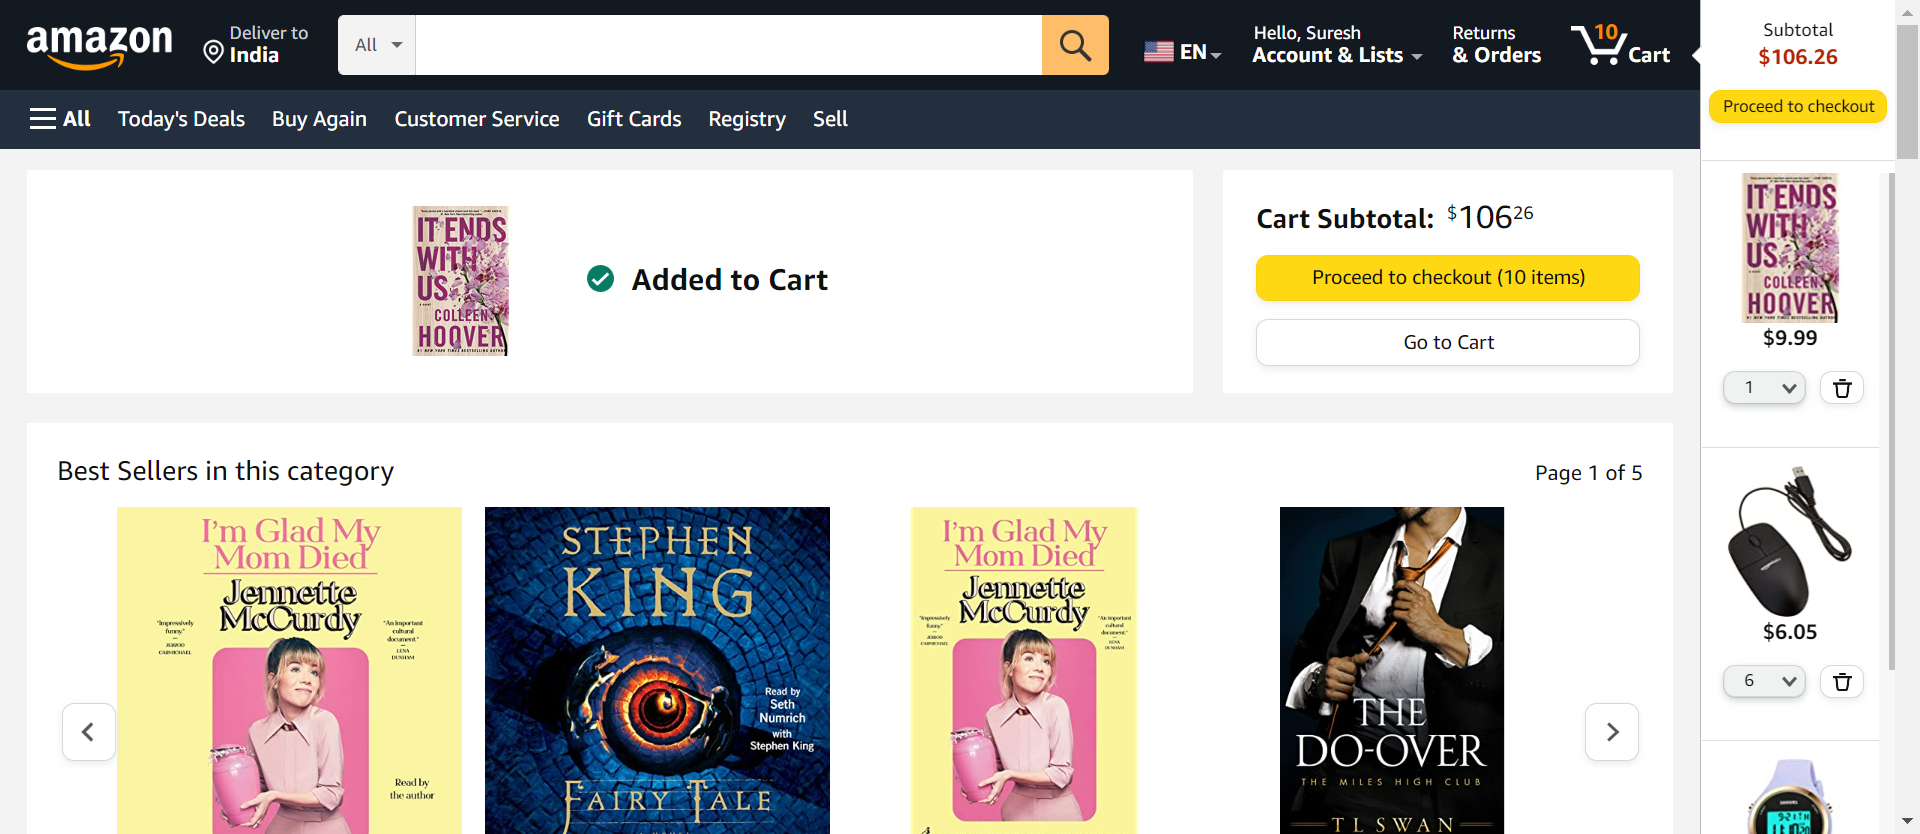 amazon
Deliver to
India
All
EN
Hello, Suresh
Account & Lists
Returns
& Orders
10
Cart
Subtotal
$106.26
Proceed to checkout
All
Today's Deals
Buy Again
Customer Service
Gift Cards
Registry
Sell
IT ENDS
WITH
US
COLLEEN
HOOVER
Added to Cart
Cart Subtotal: $106 26
Proceed to checkout (10 items)
Go to Cart
IT ENDS
WITH
US
COLLEEN
HOOVER
$9.99
1
$6.05
6
Best Sellers in this category
Page 1 of 5
I'm Glad My
Mom Died
Jennette
McCurdy
"Impressively
funny."
—
JERROD
CARMICHAEL
"An important
cultural
document."
—
LENA
DUNHAM
Read by
the author
STEPHEN
KING
Read by
Seth
Numrich
with
Stephen King
FAIRY TALE
I'm Glad My
Mom Died
Jennette
McCurdy
"Impressively
funny."
—
JERROD
CARMICHAEL
"An important
cultural
document."
—
LENA
DUNHAM
THE
DO-OVER
THE MILES HIGH CLUB
TL SWAN